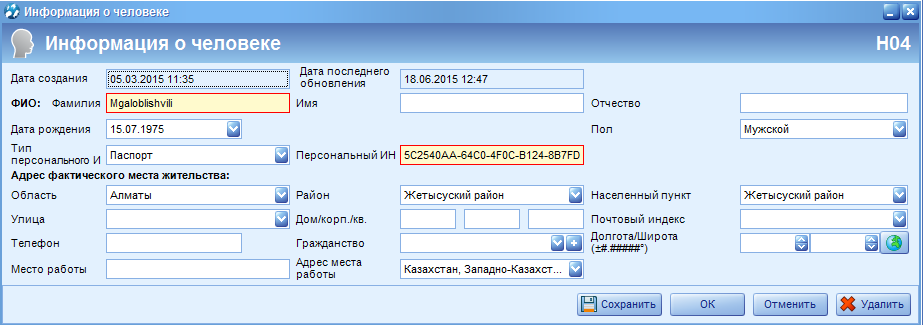 Информация о человеке
Информация о человеке H04
Дата создания 05.03.2015 11:35 Дата последнего обновления 18.06.2012 12:47
ФИО: Фамилия Mgaloblishvili Имя Отчество
Дата рождения 15.07.1975 Пол Мужской
Тип персонального И Паспорт Персональный ИН 5C2540AA-64C0-4F0C-B124-8B7FD
Адрес фактического места жительства:
Область Алматы Район Жетысуский район Населенный пункт Жетысуский район
Улица Дом/корп./кв. Почтовый индекс
Телефон Гражданство Долгота/Широта (±#.#####°)
Место работы Адрес места работы Казахстан, Западно-Казахст...
Сохранить OK Отменить Удалить